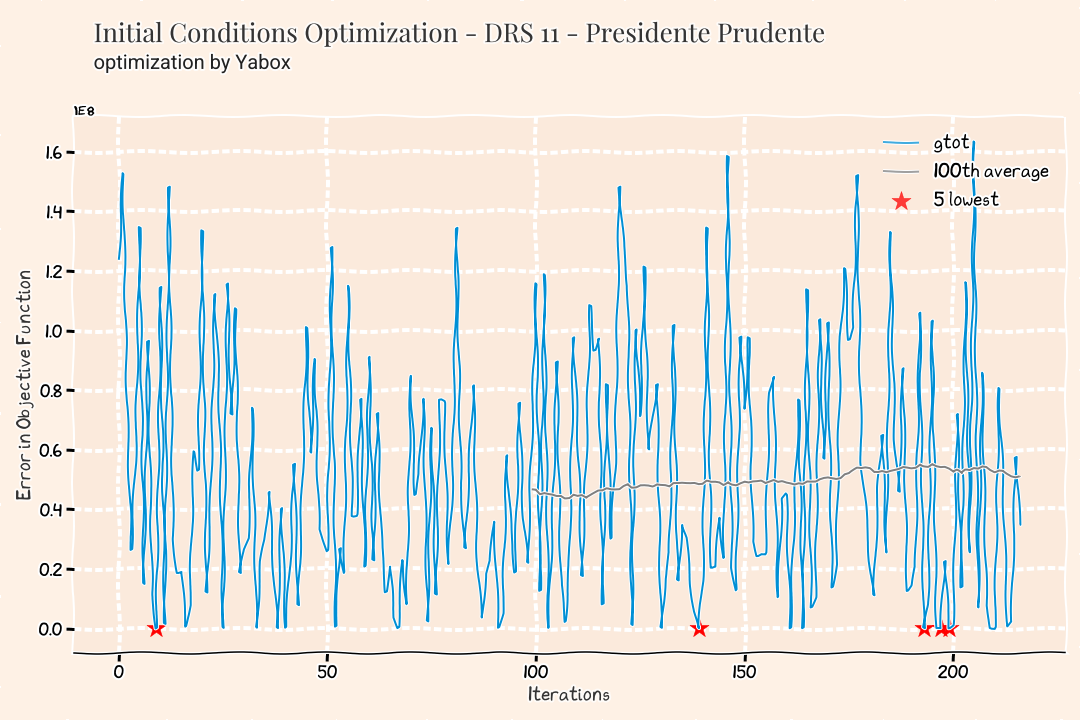 Initial Conditions Optimization - DRS 11 - Presidente Prudente
optimization by Yabox
1E8
1.6
1.4
1.2
1.0
0.8
0.6
0.4
0.2
0.0
Error in Objective Function
gtot
100th average
5 lowest
0 50 100 150 200
Iterations